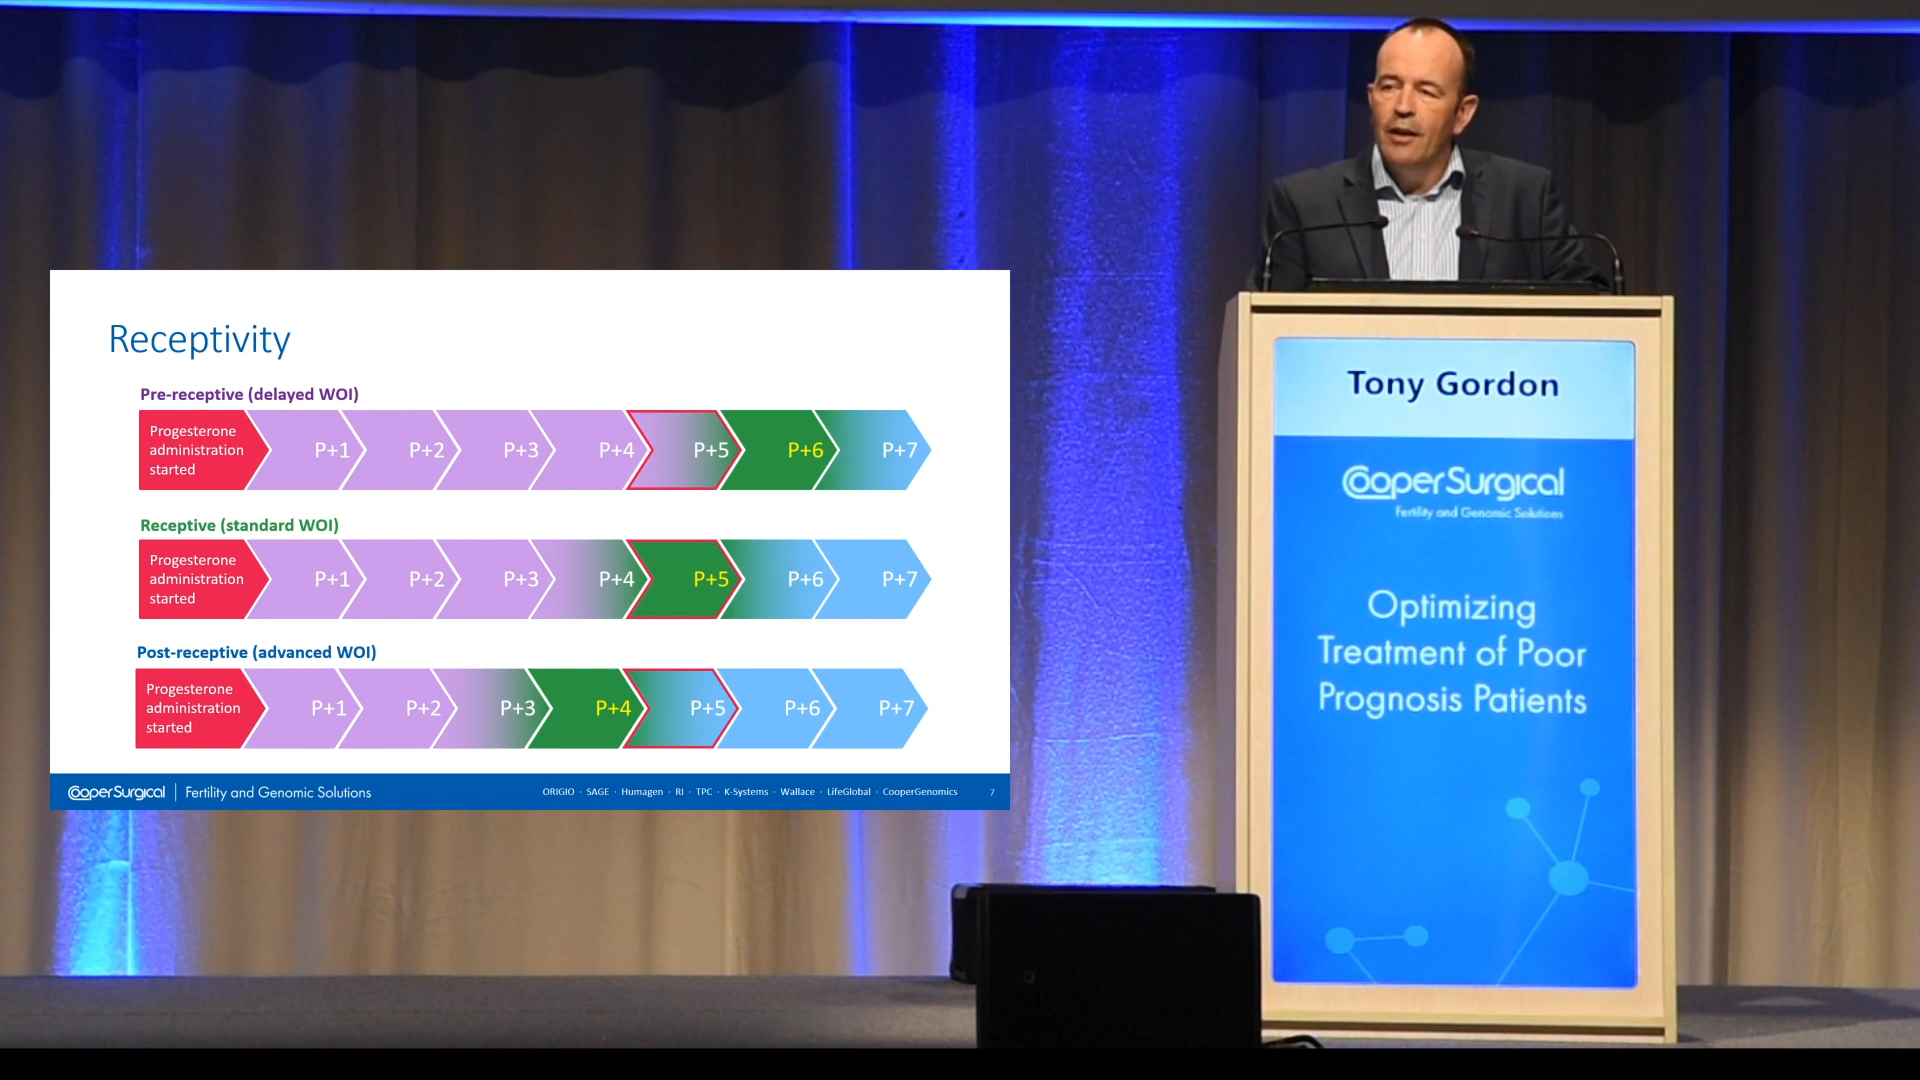 Receptivity
Pre-receptive (delayed WOI)
Progesterone
administration
started
P+1
P+2
P+3
P+4
P+5
P+6
P+7
Receptive (standard WOI)
Progesterone
administration
started
P+1
P+2
P+3
P+4
P+5
P+6
P+7
Post-receptive (advanced WOI)
Progesterone
administration
started
P+1
P+2
P+3
P+4
P+5
P+6
P+7
CooperSurgical | Fertility and Genomic Solutions
ORIGIO · SAGE · Humagen · RI · TPC · K-Systems · Wallace · LifeGlobal · CooperGenomics
7
Tony Gordon
CooperSurgical
Fertility and Genomic Solutions
Optimizing
Treatment of Poor
Prognosis Patients